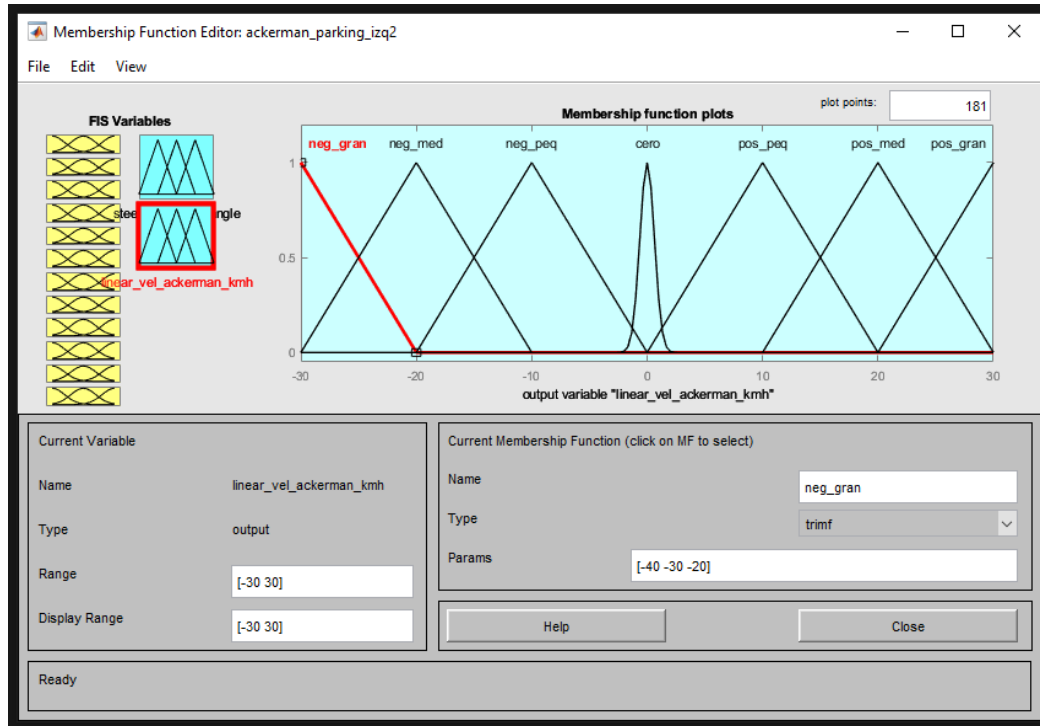 Membership Function Editor: ackerman_parking_izq2
File Edit View
FIS Variables
Membership function plots
plot points: 181
neg_gran neg_med neg_peq cero pos_peq pos_med pos_gran
1
0.5
0
-30 -20 -10 0 10 20 30
output variable "linear_vel_ackerman_kmh"
stee ngle
linear_vel_ackerman_kmh
Current Variable
Name linear_vel_ackerman_kmh
Type output
Range [-30 30]
Display Range [-30 30]
Current Membership Function (click on MF to select)
Name neg_gran
Type trimf
Params [-40 -30 -20]
Help Close
Ready